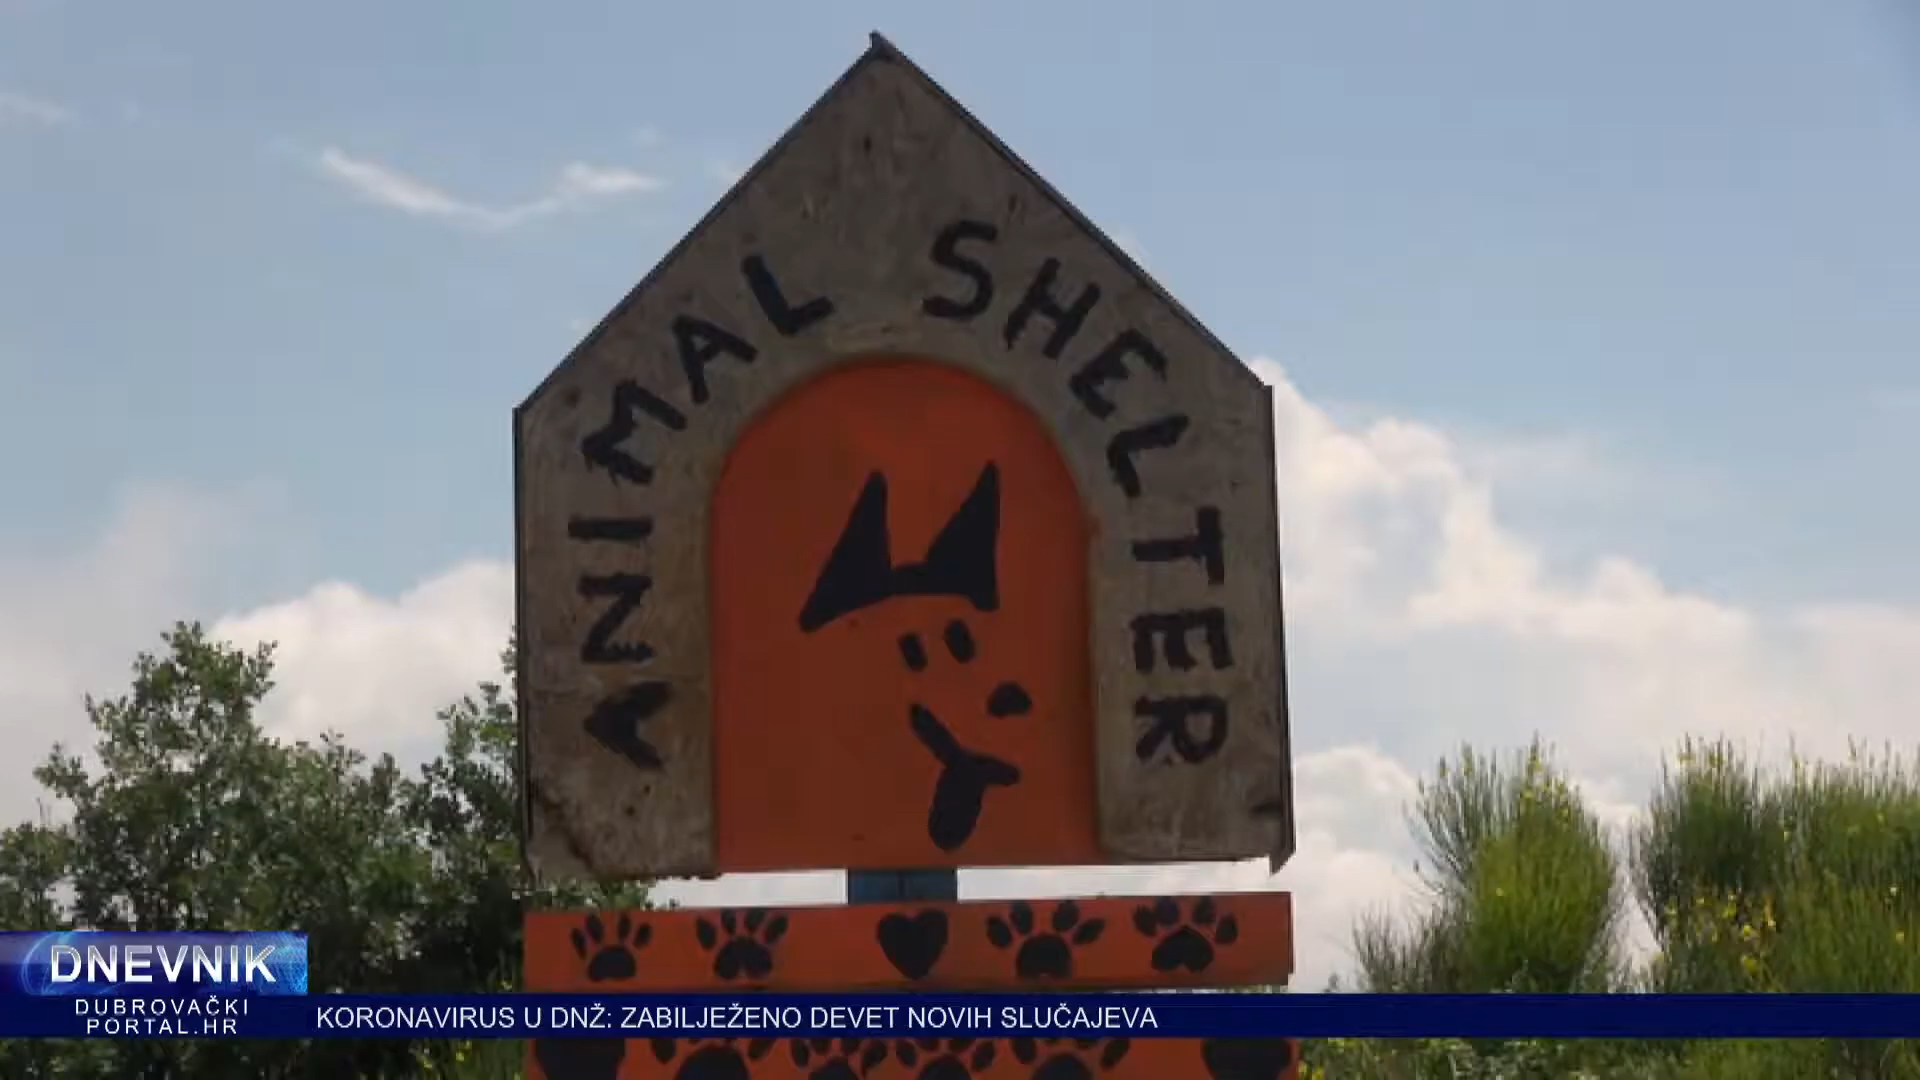 ANIMAL SHELTER
DNEVNIK
DUBROVAČKI
PORTAL.HR
KORONAVIRUS U DNŽ: ZABILJEŽENO DEVET NOVIH SLUČAJEVA